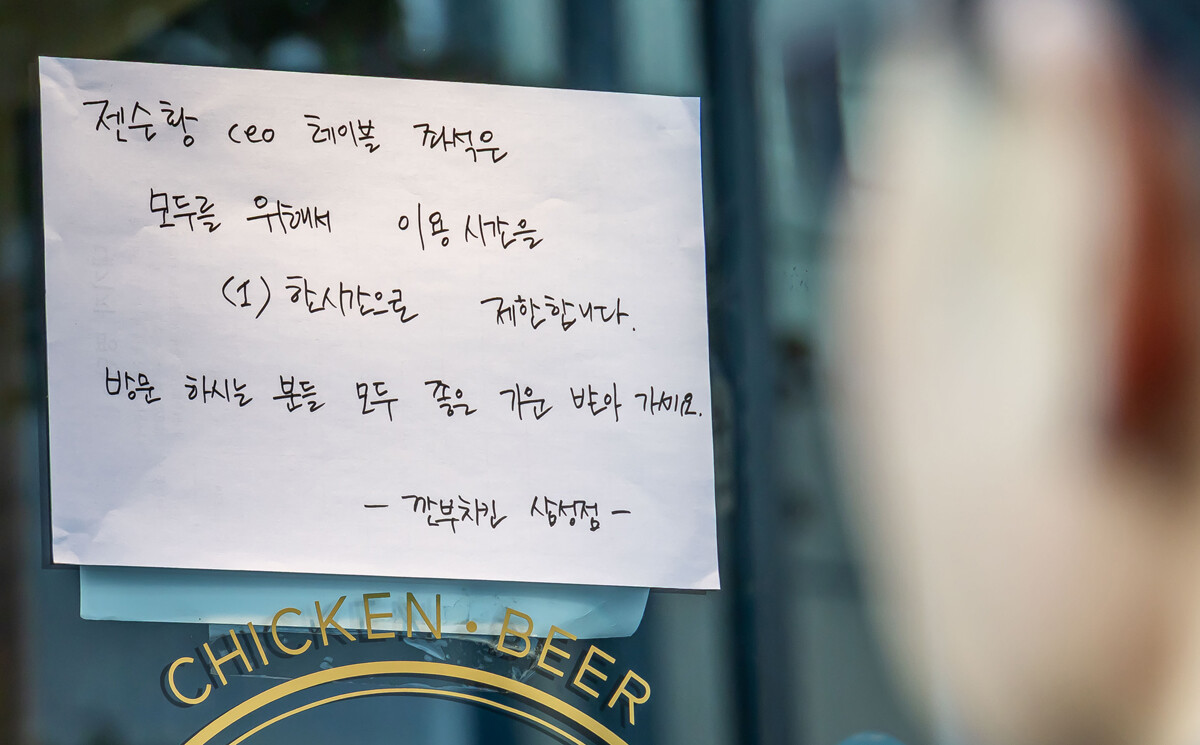 젠슨황 ceo 테이블 좌석은
모두를 위해서 이용 시간을
(1) 한시간으로 제한합니다.
방문 하시는 분들 모두 좋은 기운 받아 가세요.
- 깐부치킨 삼성점 -
CHICKEN · BEER